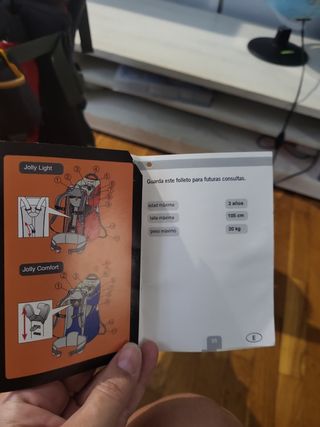 Jolly Light
Jolly Comfort
Guarda este folleto para futuras consultas.
edad máxima 3 años
talla máxima 105 cm
peso máximo 20 kg
E